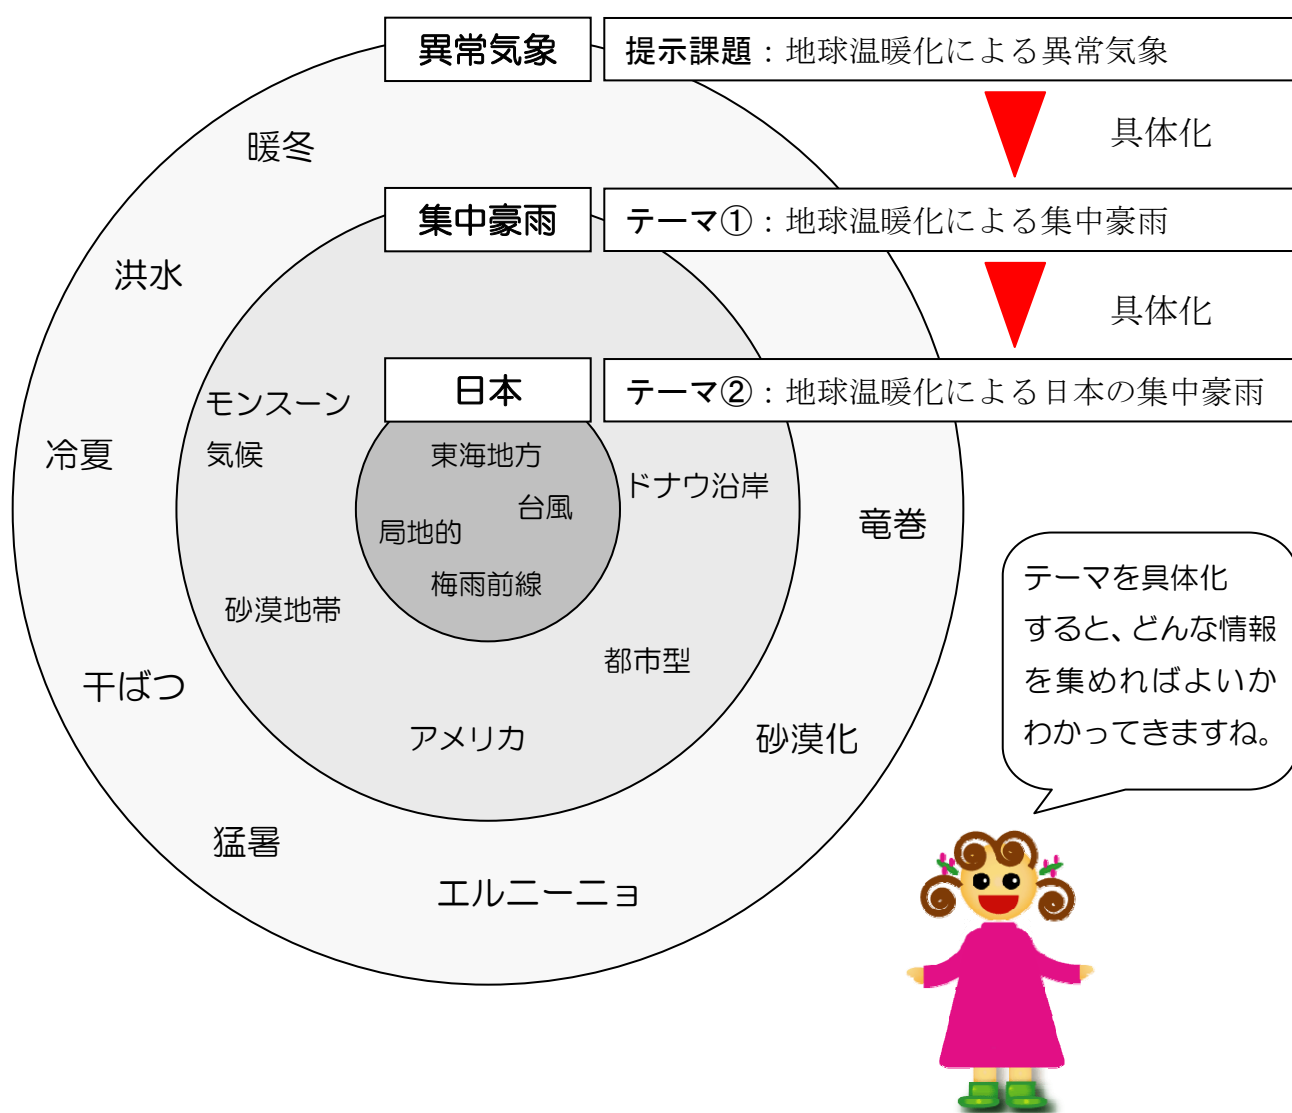 異常気象
提示課題：地球温暖化による異常気象
具体化
暖冬
集中豪雨
テーマ①：地球温暖化による集中豪雨
洪水
具体化
日本
テーマ②：地球温暖化による日本の集中豪雨
モンスーン
気候
冷夏
東海地方
ドナウ沿岸
台風
局地的
竜巻
梅雨前線
砂漠地帯
都市型
干ばつ
アメリカ
砂漠化
猛暑
エルニーニョ
テーマを具体化
すると、どんな情報
を集めればよいか
わかってきますね。